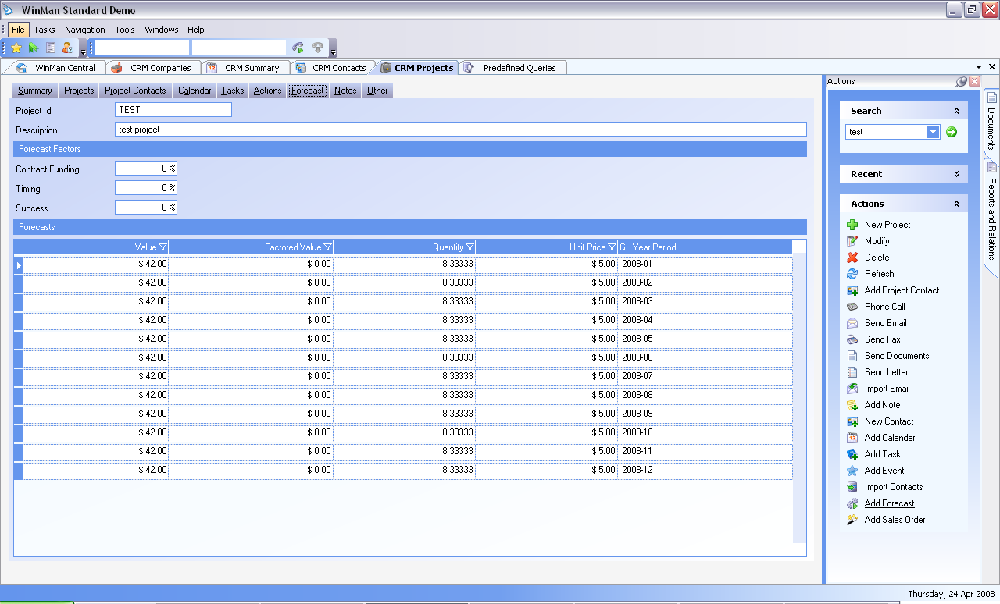 WinMan Standard Demo
File Tasks Navigation Tools Windows Help
WinMan Central CRM Companies CRM Summary CRM Contacts CRM Projects Predefined Queries
Summary Projects Project Contacts Calendar Tasks Actions Forecast Notes Other
Project Id TEST
Description test project
Forecast Factors
Contract Funding 0 %
Timing 0 %
Success 0 %
Forecasts
Value Factored Value Quantity Unit Price GL Year Period
$ 42.00 $ 0.00 8.33333 $ 5.00 2008-01
$ 42.00 $ 0.00 8.33333 $ 5.00 2008-02
$ 42.00 $ 0.00 8.33333 $ 5.00 2008-03
$ 42.00 $ 0.00 8.33333 $ 5.00 2008-04
$ 42.00 $ 0.00 8.33333 $ 5.00 2008-05
$ 42.00 $ 0.00 8.33333 $ 5.00 2008-06
$ 42.00 $ 0.00 8.33333 $ 5.00 2008-07
$ 42.00 $ 0.00 8.33333 $ 5.00 2008-08
$ 42.00 $ 0.00 8.33333 $ 5.00 2008-09
$ 42.00 $ 0.00 8.33333 $ 5.00 2008-10
$ 42.00 $ 0.00 8.33333 $ 5.00 2008-11
$ 42.00 $ 0.00 8.33333 $ 5.00 2008-12
Actions
Search
test
Recent
Actions
New Project
Modify
Delete
Refresh
Add Project Contact
Phone Call
Send Email
Send Fax
Send Documents
Send Letter
Import Email
Add Note
New Contact
Add Calendar
Add Task
Add Event
Import Contacts
Add Forecast
Add Sales Order
Documents
Reports and Relations
Thursday, 24 Apr 2008